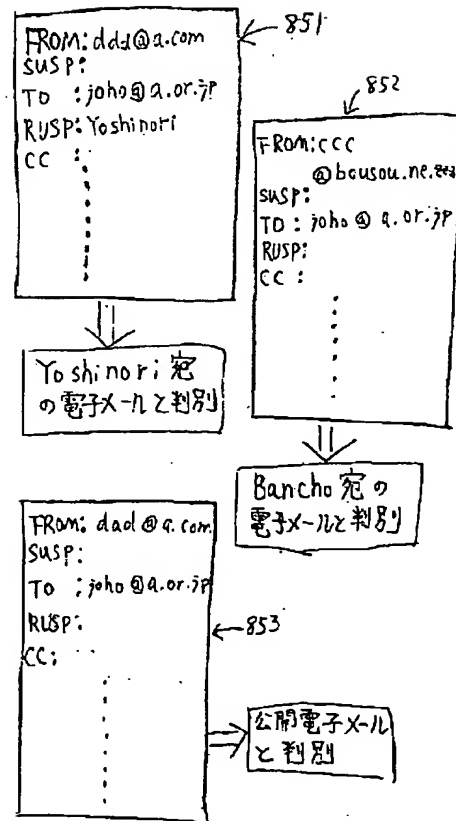 851
FROM: ddd@a.com
SUSP:
TO : joho@a.or.jp
RUSP: Yoshinori
CC :
Yoshinori宛
の電子メールと判別
852
FROM: ccc
@bousou.ne.
SUSP:
TO : joho@a.or.jp
RUSP:
CC :
Bancho宛の
電子メールと判別
FROM: dad@a.com
SUSP:
TO : joho@a.or.jp
RUSP:
CC:
853
公開電子メール
と判別